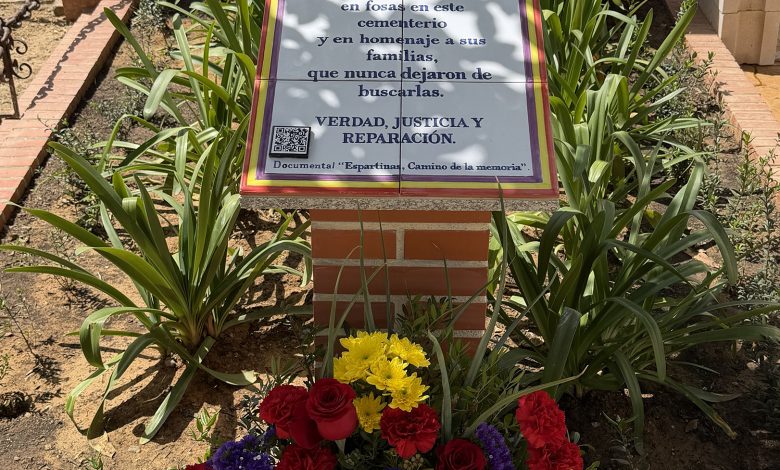 en fosas en este
cementerio
y en homenaje a sus
familias,
que nunca dejaron de
buscarlas.
VERDAD, JUSTICIA Y
REPARACIÓN.
Documental "Espartinas, Camino de la memoria".